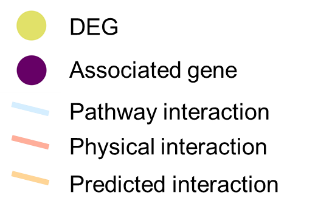 DEG
Associated gene
Pathway interaction
Physical interaction
Predicted interaction